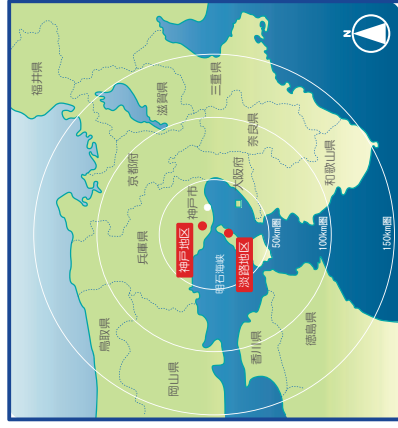 福井県
滋賀県
三重県
京都府
奈良県
和歌山県
大阪府
神戸市
兵庫県
神戸地区
淡路地区
明石海峡
鳥取県
岡山県
香川県
徳島県
50km圏
100km圏
150km圏
N